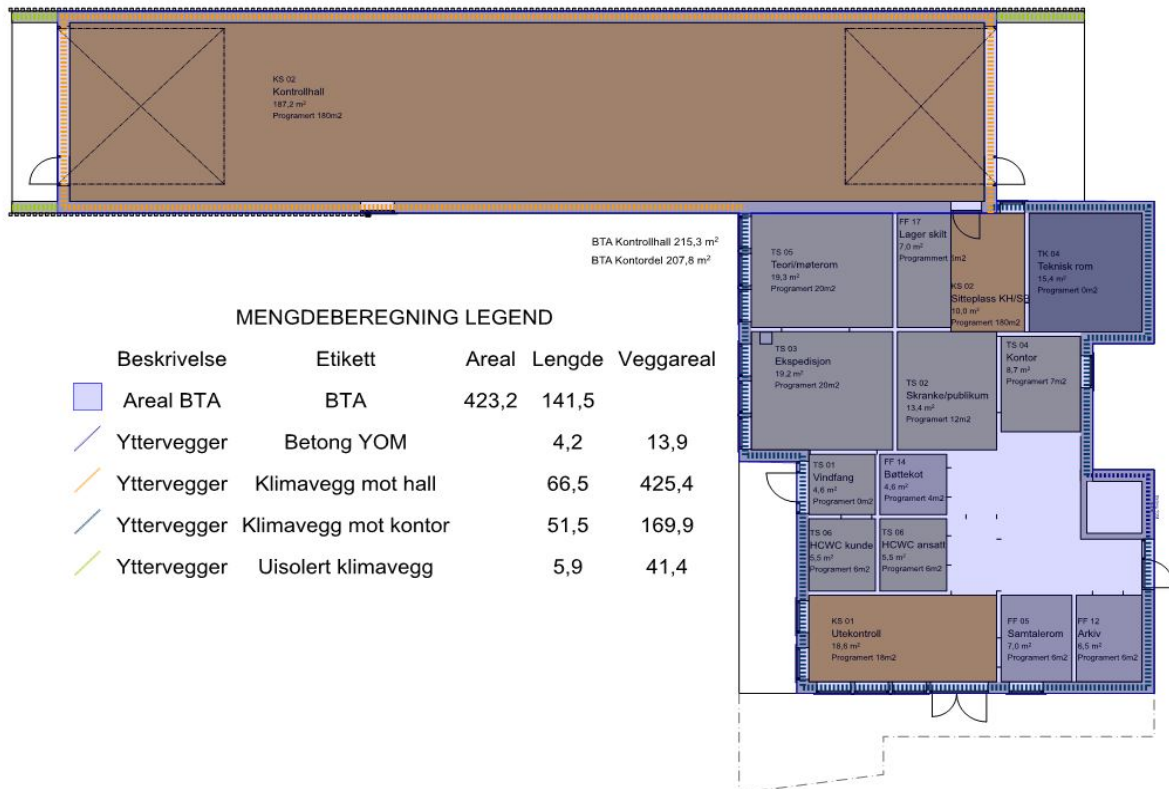 KS 02
Kontrollhall
187,2 m²
Programert 180m2
BTA Kontrollhall 215,3 m²
BTA Kontordel 207,8 m²
TS 05
Teori/møterom
19,3 m²
Programert 20m2
FF 17
Lager skilt
7,0 m²
Programmert 6m2
KS 02
Sitteplass KH/SB
10,0 m²
Programert 180m2
TK 04
Teknisk rom
15,4 m²
Programert 0m2
TS 03
Ekspedisjon
19,2 m²
Programert 20m2
TS 02
Skranke/publikum
13,4 m²
Programert 12m2
TS 04
Kontor
8,7 m²
Programert 7m2
TS 01
Vindfang
4,6 m²
Programert 0m2
FF 14
Bøttekot
4,6 m²
Programert 4m2
TS 06
HCWC kunde
5,5 m²
Programert 6m2
TS 06
HCWC ansatt
5,5 m²
Programert 6m2
KS 01
Utekontroll
18,6 m²
Programert 18m2
FF 05
Samtalerom
7,0 m²
Programert 6m2
FF 12
Arkiv
6,5 m²
Programert 6m2
MENGDEBEREGNING LEGEND
Beskrivelse Etikett Areal Lengde Veggareal
Areal BTA BTA 423,2 141,5
Yttervegger Betong YOM 4,2 13,9
Yttervegger Klimavegg mot hall 66,5 425,4
Yttervegger Klimavegg mot kontor 51,5 169,9
Yttervegger Uisolert klimavegg 5,9 41,4